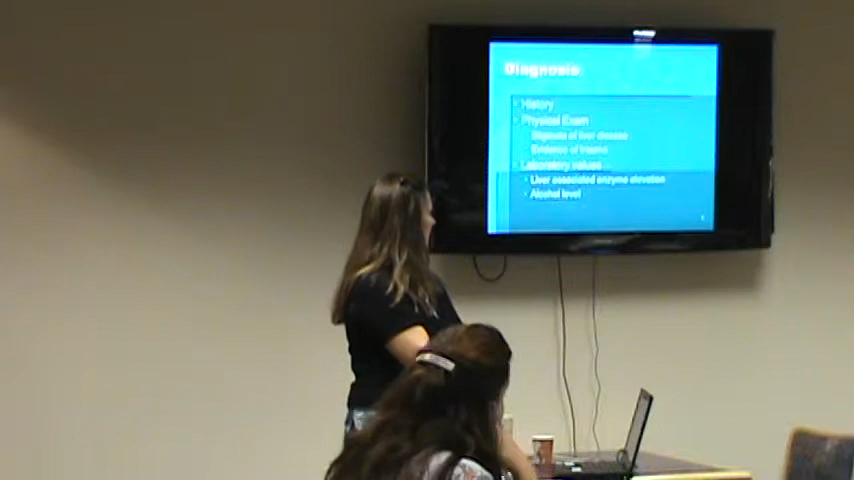 Diagnosis
History
Physical Exam
Stigmata of liver disease
Evidence of trauma
Laboratory values
Liver associated enzyme elevation
Alcohol level